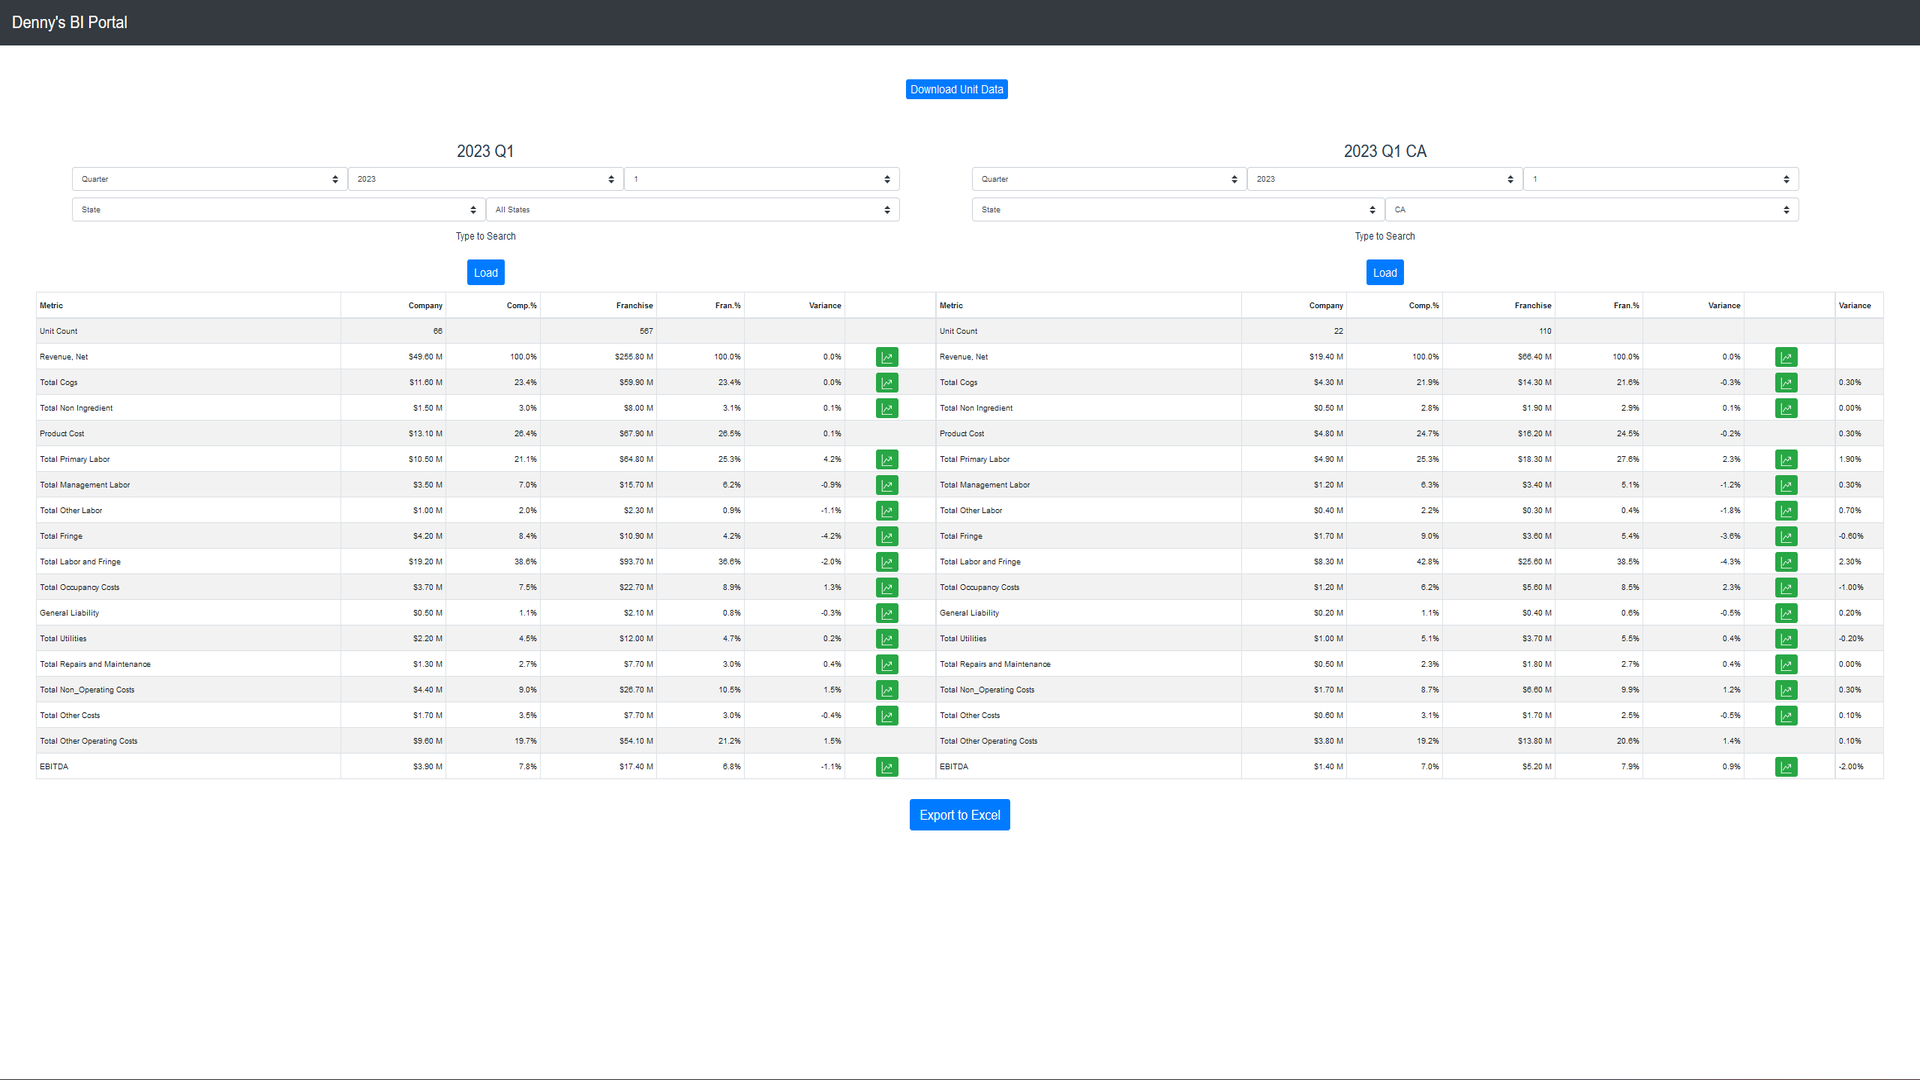 Denny's BI Portal
Download Unit Data
2023 Q1
2023 Q1 CA
Quarter 2023 1 Quarter 2023 1
State All States State CA
Type to Search Type to Search
Load Load
Metric Company Comp.% Franchise Fran.% Variance Metric Company Comp.% Franchise Fran.% Variance Variance
Unit Count 66 567 Unit Count 22 110
Revenue, Net $49.60 M 100.0% $255.80 M 100.0% 0.0% Revenue, Net $19.40 M 100.0% $66.40 M 100.0% 0.0%
Total Cogs $11.60 M 23.4% $59.90 M 23.4% 0.0% Total Cogs $4.30 M 21.9% $14.30 M 21.6% -0.3% 0.30%
Total Non Ingredient $1.50 M 3.0% $8.00 M 3.1% 0.1% Total Non Ingredient $0.50 M 2.8% $1.90 M 2.9% 0.1% 0.00%
Product Cost $13.10 M 26.4% $67.90 M 26.5% 0.1% Product Cost $4.80 M 24.7% $16.20 M 24.5% -0.2% 0.30%
Total Primary Labor $10.50 M 21.1% $64.80 M 25.3% 4.2% Total Primary Labor $4.90 M 25.3% $18.30 M 27.6% 2.3% 1.90%
Total Management Labor $3.50 M 7.0% $15.70 M 6.2% -0.9% Total Management Labor $1.20 M 6.3% $3.40 M 5.1% -1.2% 0.30%
Total Other Labor $1.00 M 2.0% $2.30 M 0.9% -1.1% Total Other Labor $0.40 M 2.2% $0.30 M 0.4% -1.8% 0.70%
Total Fringe $4.20 M 8.4% $10.90 M 4.2% -4.2% Total Fringe $1.70 M 9.0% $3.60 M 5.4% -3.6% -0.60%
Total Labor and Fringe $19.20 M 38.6% $93.70 M 36.6% -2.0% Total Labor and Fringe $8.30 M 42.8% $25.60 M 38.5% -4.3% 2.30%
Total Occupancy Costs $3.70 M 7.5% $22.70 M 8.9% 1.3% Total Occupancy Costs $1.20 M 6.2% $5.60 M 8.5% 2.3% -1.00%
General Liability $0.50 M 1.1% $2.10 M 0.8% -0.3% General Liability $0.20 M 1.1% $0.40 M 0.6% -0.5% 0.20%
Total Utilities $2.20 M 4.5% $12.00 M 4.7% 0.2% Total Utilities $1.00 M 5.1% $3.70 M 5.5% 0.4% -0.20%
Total Repairs and Maintenance $1.30 M 2.7% $7.70 M 3.0% 0.4% Total Repairs and Maintenance $0.50 M 2.3% $1.80 M 2.7% 0.4% 0.00%
Total Non_Operating Costs $4.40 M 9.0% $26.70 M 10.5% 1.5% Total Non_Operating Costs $1.70 M 8.7% $6.60 M 9.9% 1.2% 0.30%
Total Other Costs $1.70 M 3.5% $7.70 M 3.0% -0.4% Total Other Costs $0.60 M 3.1% $1.70 M 2.5% -0.5% 0.10%
Total Other Operating Costs $9.60 M 19.7% $54.10 M 21.2% 1.5% Total Other Operating Costs $3.80 M 19.2% $13.80 M 20.6% 1.4% 0.10%
EBITDA $3.90 M 7.8% $17.40 M 6.8% -1.1% EBITDA $1.40 M 7.0% $5.20 M 7.9% 0.9% -2.00%
Export to Excel